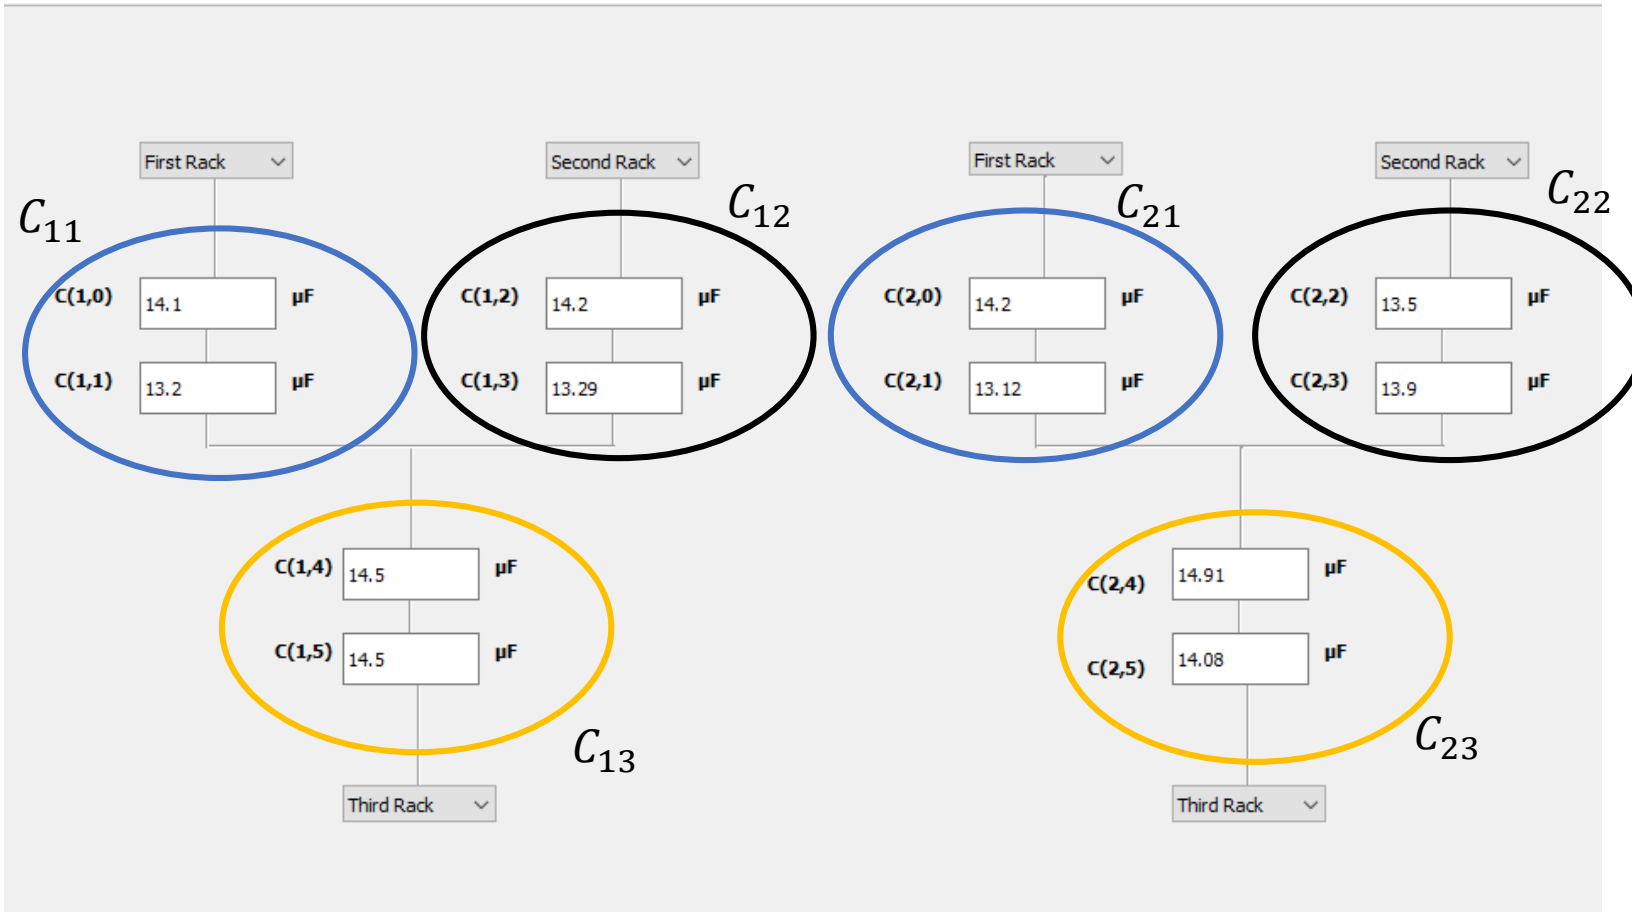 First Rack
Second Rack
First Rack
Second Rack
C₁₁
C₁₂
C₂₁
C₂₂
C(1,0) 14.1 µF
C(1,2) 14.2 µF
C(2,0) 14.2 µF
C(2,2) 13.5 µF
C(1,1) 13.2 µF
C(1,3) 13.29 µF
C(2,1) 13.12 µF
C(2,3) 13.9 µF
C(1,4) 14.5 µF
C(2,4) 14.91 µF
C(1,5) 14.5 µF
C(2,5) 14.08 µF
C₁₃
C₂₃
Third Rack
Third Rack